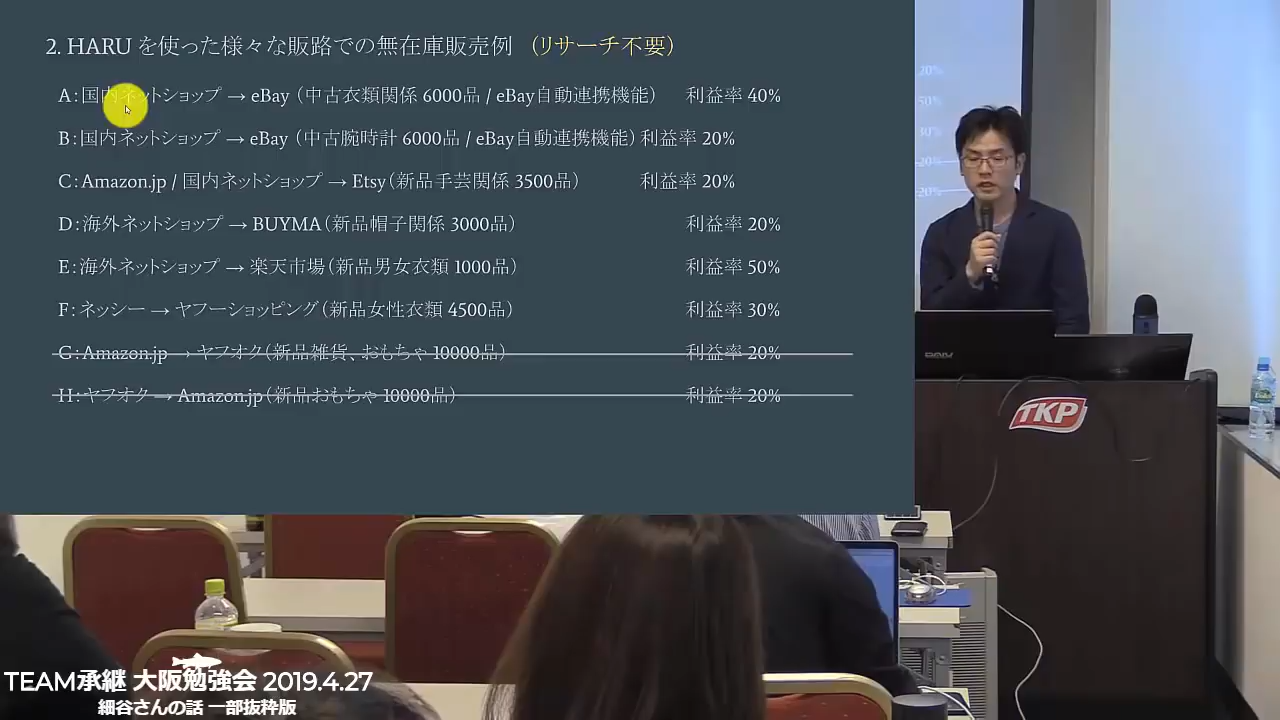 2. HARU を使った様々な販路での無在庫販売例 (リサーチ不要)
A：国内ネットショップ → eBay (中古衣類関係 6000品 / eBay自動連携機能) 利益率 40%
B：国内ネットショップ → eBay (中古腕時計 6000品 / eBay自動連携機能) 利益率 20%
C：Amazon.jp / 国内ネットショップ → Etsy (新品手芸関係 3500品) 利益率 20%
D：海外ネットショップ → BUYMA (新品帽子関係 3000品) 利益率 20%
E：海外ネットショップ → 楽天市場 (新品男女衣類 1000品) 利益率 50%
F：ネッシー → ヤフーショッピング (新品女性衣類 4500品) 利益率 30%
G：Amazon.jp → ヤフオク (新品雑貨、おもちゃ 10000品) 利益率 20%
H：ヤフオク → Amazon.jp (新品おもちゃ 10000品) 利益率 20%
20%
50%
30%
20%
20%
TKP
TEAM承継 大阪勉強会 2019.4.27
細谷さんの話 一部抜粋版